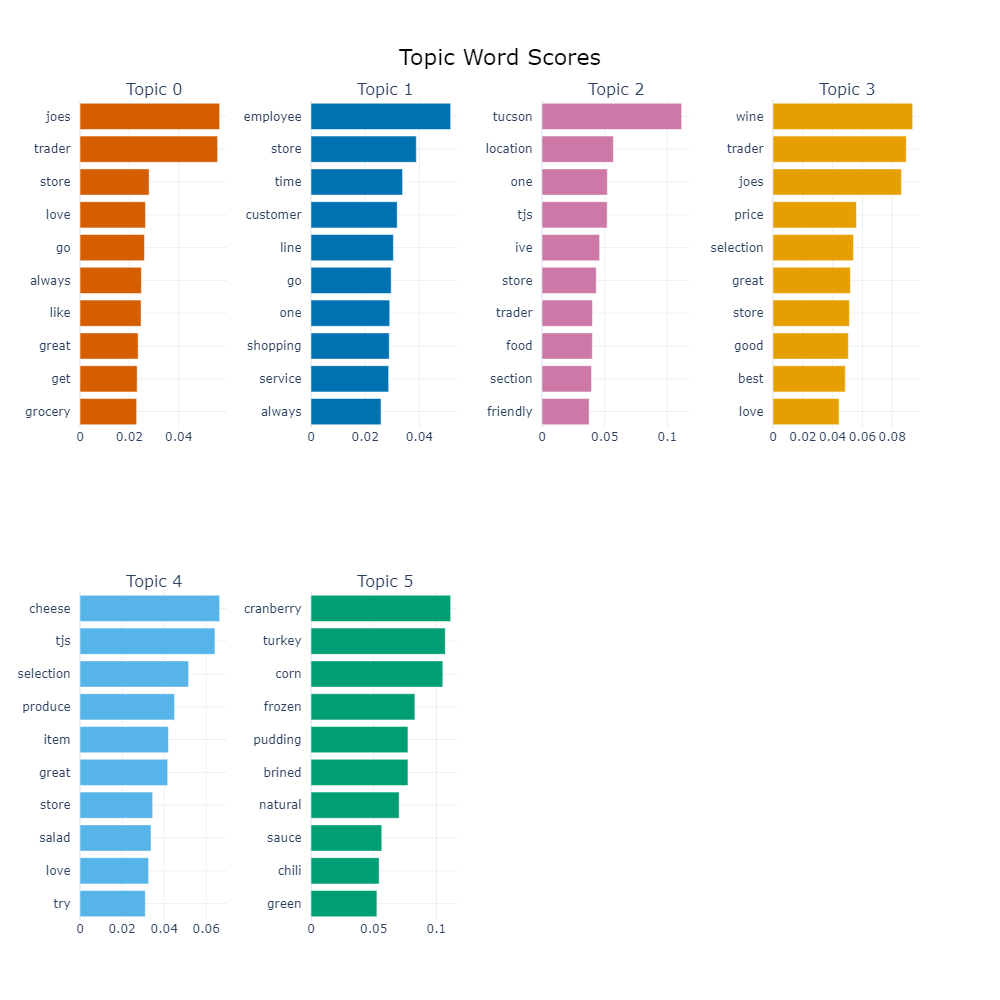 Topic Word Scores
Topic 0
joes
trader
store
love
go
always
like
great
get
grocery
0 0.02 0.04
Topic 1
employee
store
time
customer
line
go
one
shopping
service
always
0 0.02 0.04
Topic 2
tucson
location
one
tjs
ive
store
trader
food
section
friendly
0 0.05 0.1
Topic 3
wine
trader
joes
price
selection
great
store
good
best
love
0 0.02 0.04 0.06 0.08
Topic 4
cheese
tjs
selection
produce
item
great
store
salad
love
try
0 0.02 0.04 0.06
Topic 5
cranberry
turkey
corn
frozen
pudding
brined
natural
sauce
chili
green
0 0.05 0.1